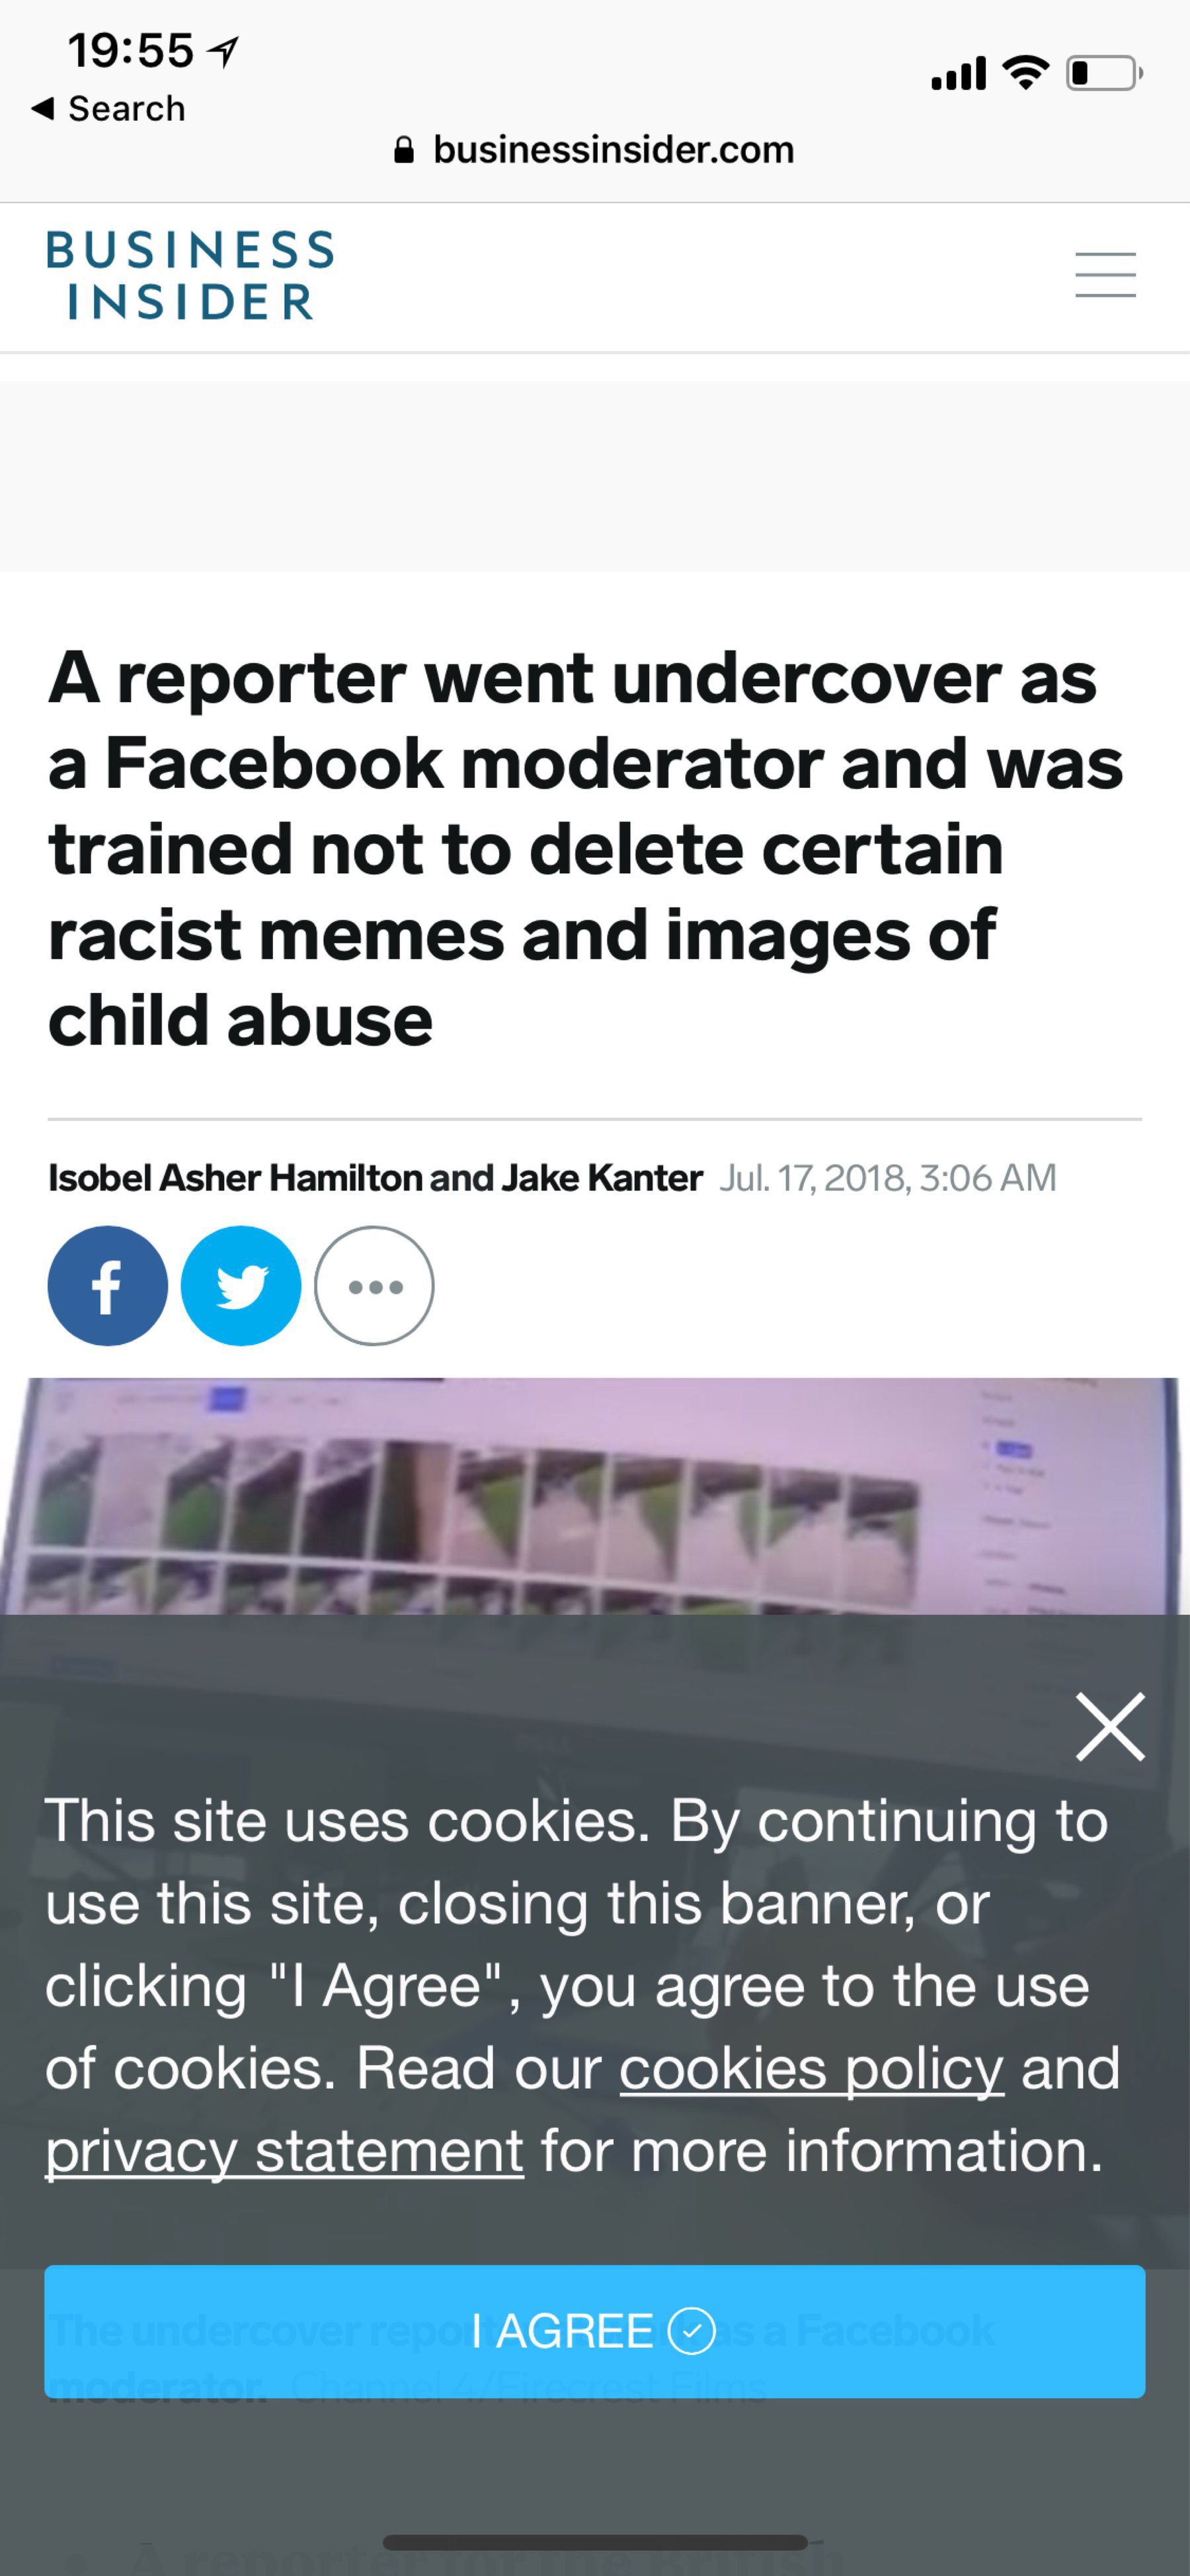 19:55
◀ Search
businessinsider.com
BUSINESS
INSIDER
A reporter went undercover as
a Facebook moderator and was
trained not to delete certain
racist memes and images of
child abuse
Isobel Asher Hamilton and Jake Kanter Jul. 17, 2018, 3:06 AM
This site uses cookies. By continuing to
use this site, closing this banner, or
clicking "I Agree", you agree to the use
of cookies. Read our cookies policy and
privacy statement for more information.
I AGREE
The undercover as a Facebook
moderator. Channel 4/Firecrest Films
A reporter for the British